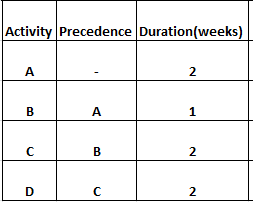 Activity Precedence Duration(weeks)
A - 2
B A 1
C B 2
D C 2